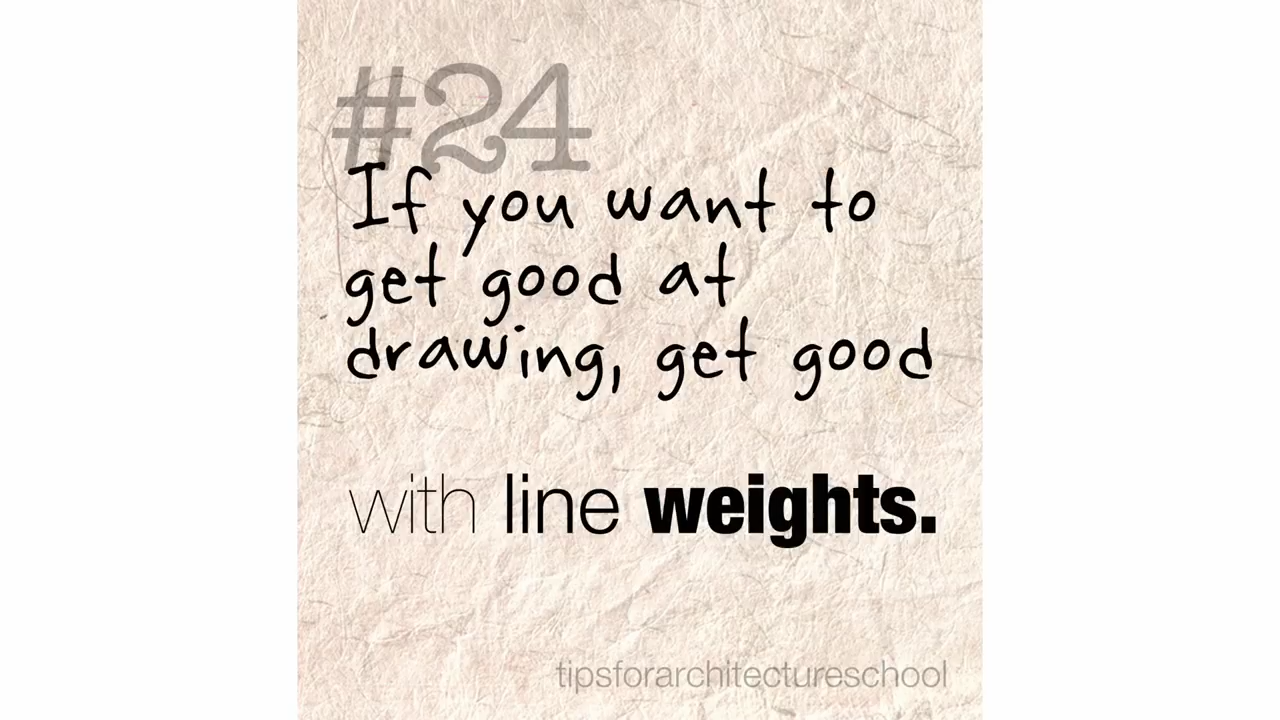 #24
If you want to
get good at
drawing, get good
with line weights.
tipsforarchitectureschool